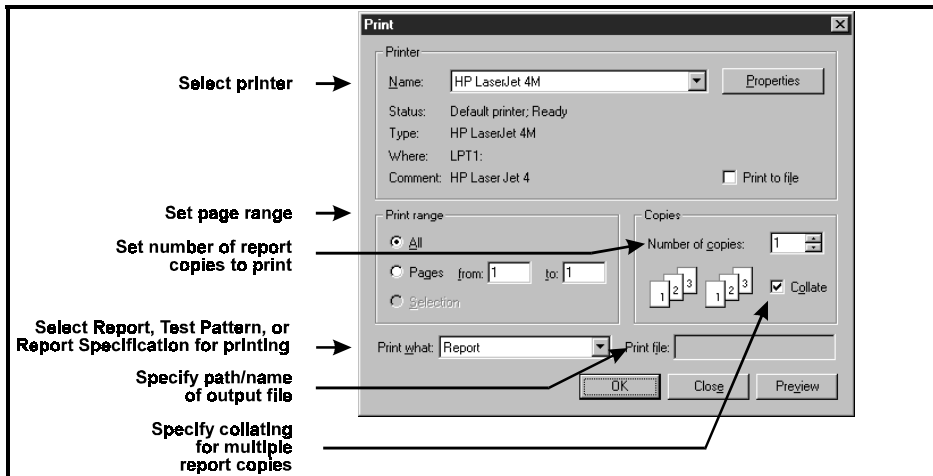 Print
Printer
Select printer
Name: HP LaserJet 4M Properties
Status: Default printer; Ready
Type: HP LaserJet 4M
Where: LPT1:
Comment: HP Laser Jet 4 Print to file
Set page range
Print range
Copies
All
Set number of report
copies to print
Number of copies: 1
Pages from: 1 to: 1
1 2 3 1 2 3 Collate
Selection
Select Report, Test Pattern, or
Report Specification for printing
Print what: Report Print file:
Specify path/name
of output file
OK Close Preview
Specify collating
for multiple
report copies